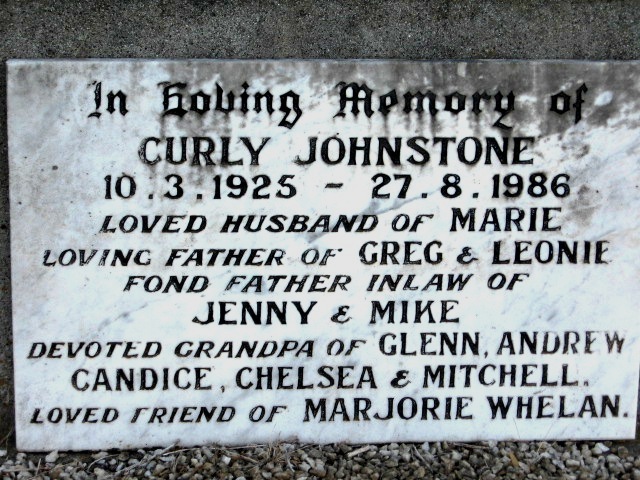 In Loving Memory of
CURLY JOHNSTONE
10.3.1925 - 27.8.1986
LOVED HUSBAND OF MARIE
LOVING FATHER OF GREG & LEONIE
FOND FATHER INLAW OF
JENNY & MIKE
DEVOTED GRANDPA OF GLENN, ANDREW
CANDICE, CHELSEA & MITCHELL.
LOVED FRIEND OF MARJORIE WHELAN.